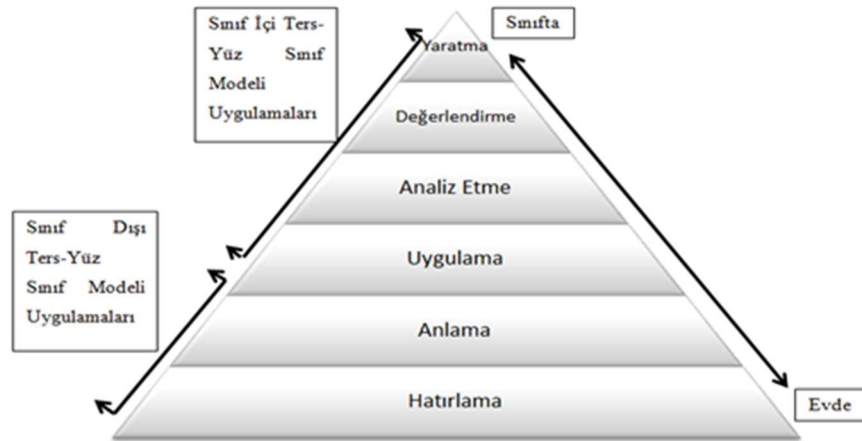 Sınıf İçi Ters-
Yüz Sınıf
Modeli
Uygulamaları
Sınıfta
Yaratma
Değerlendirme
Analiz Etme
Sınıf Dışı
Ters-Yüz
Sınıf Modeli
Uygulamaları
Uygulama
Anlama
Hatırlama
Evde